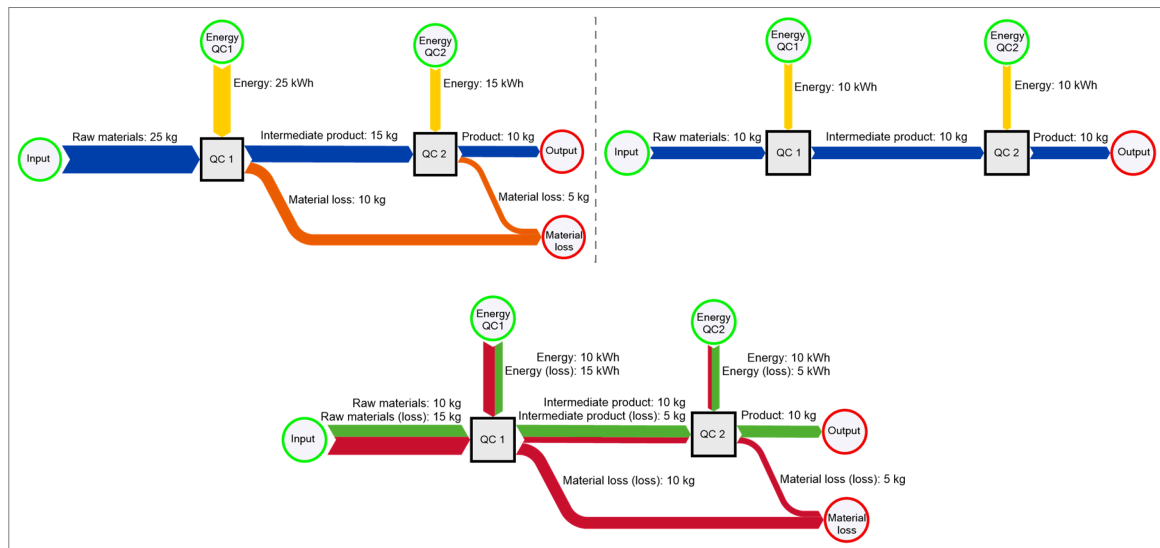 Energy
QC1
Energy
QC2
Energy: 25 kWh
Energy: 15 kWh
Raw materials: 25 kg
Intermediate product: 15 kg
Product: 10 kg
Input
QC 1
QC 2
Output
Material loss: 10 kg
Material loss: 5 kg
Material
loss
Energy
QC1
Energy
QC2
Energy: 10 kWh
Energy: 10 kWh
Raw materials: 10 kg
Intermediate product: 10 kg
Product: 10 kg
Input
QC 1
QC 2
Output
Energy
QC1
Energy
QC2
Energy: 10 kWh
Energy (loss): 15 kWh
Energy: 10 kWh
Energy (loss): 5 kWh
Raw materials: 10 kg
Raw materials (loss): 15 kg
Intermediate product: 10 kg
Intermediate product (loss): 5 kg
Product: 10 kg
Input
QC 1
QC 2
Output
Material loss (loss): 10 kg
Material loss (loss): 5 kg
Material
loss